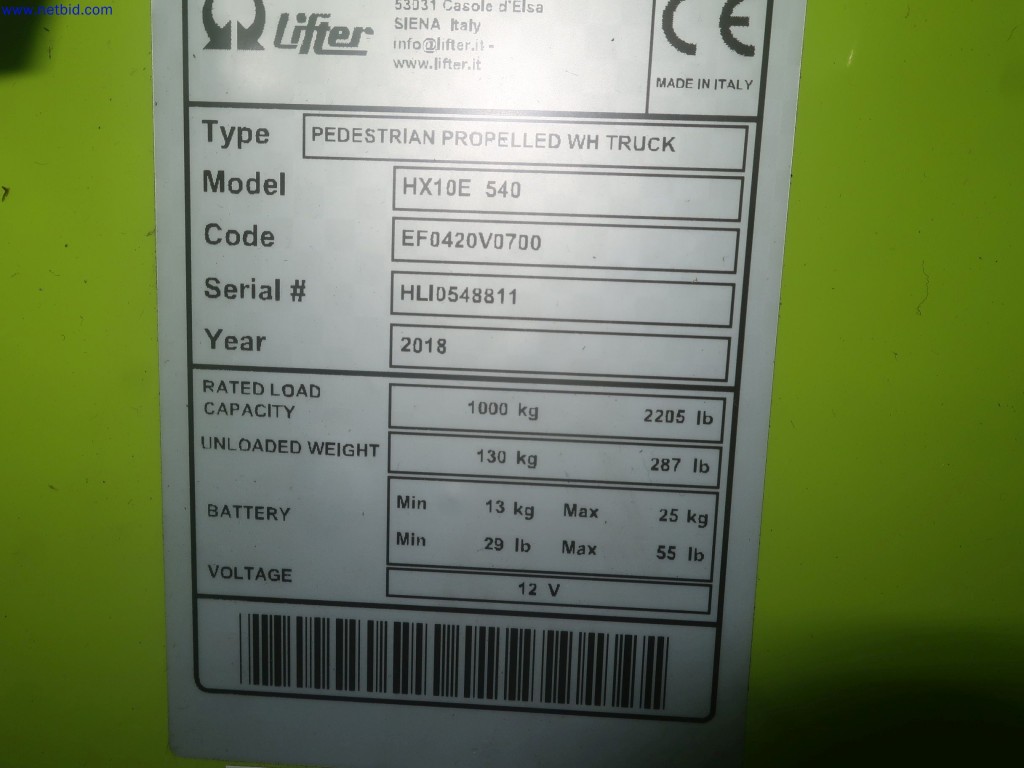 www.netbid.com
Lifter
53031 Casole d'Elsa
SIENA Italy
info@lifter.it -
www.lifter.it
CE
MADE IN ITALY
Type PEDESTRIAN PROPELLED WH TRUCK
Model HX10E 540
Code EF0420V0700
Serial # HLI0548811
Year 2018
RATED LOAD
CAPACITY 1000 kg 2205 lb
UNLOADED WEIGHT 130 kg 287 lb
BATTERY
Min 13 kg Max 25 kg
Min 29 lb Max 55 lb
VOLTAGE 12 V